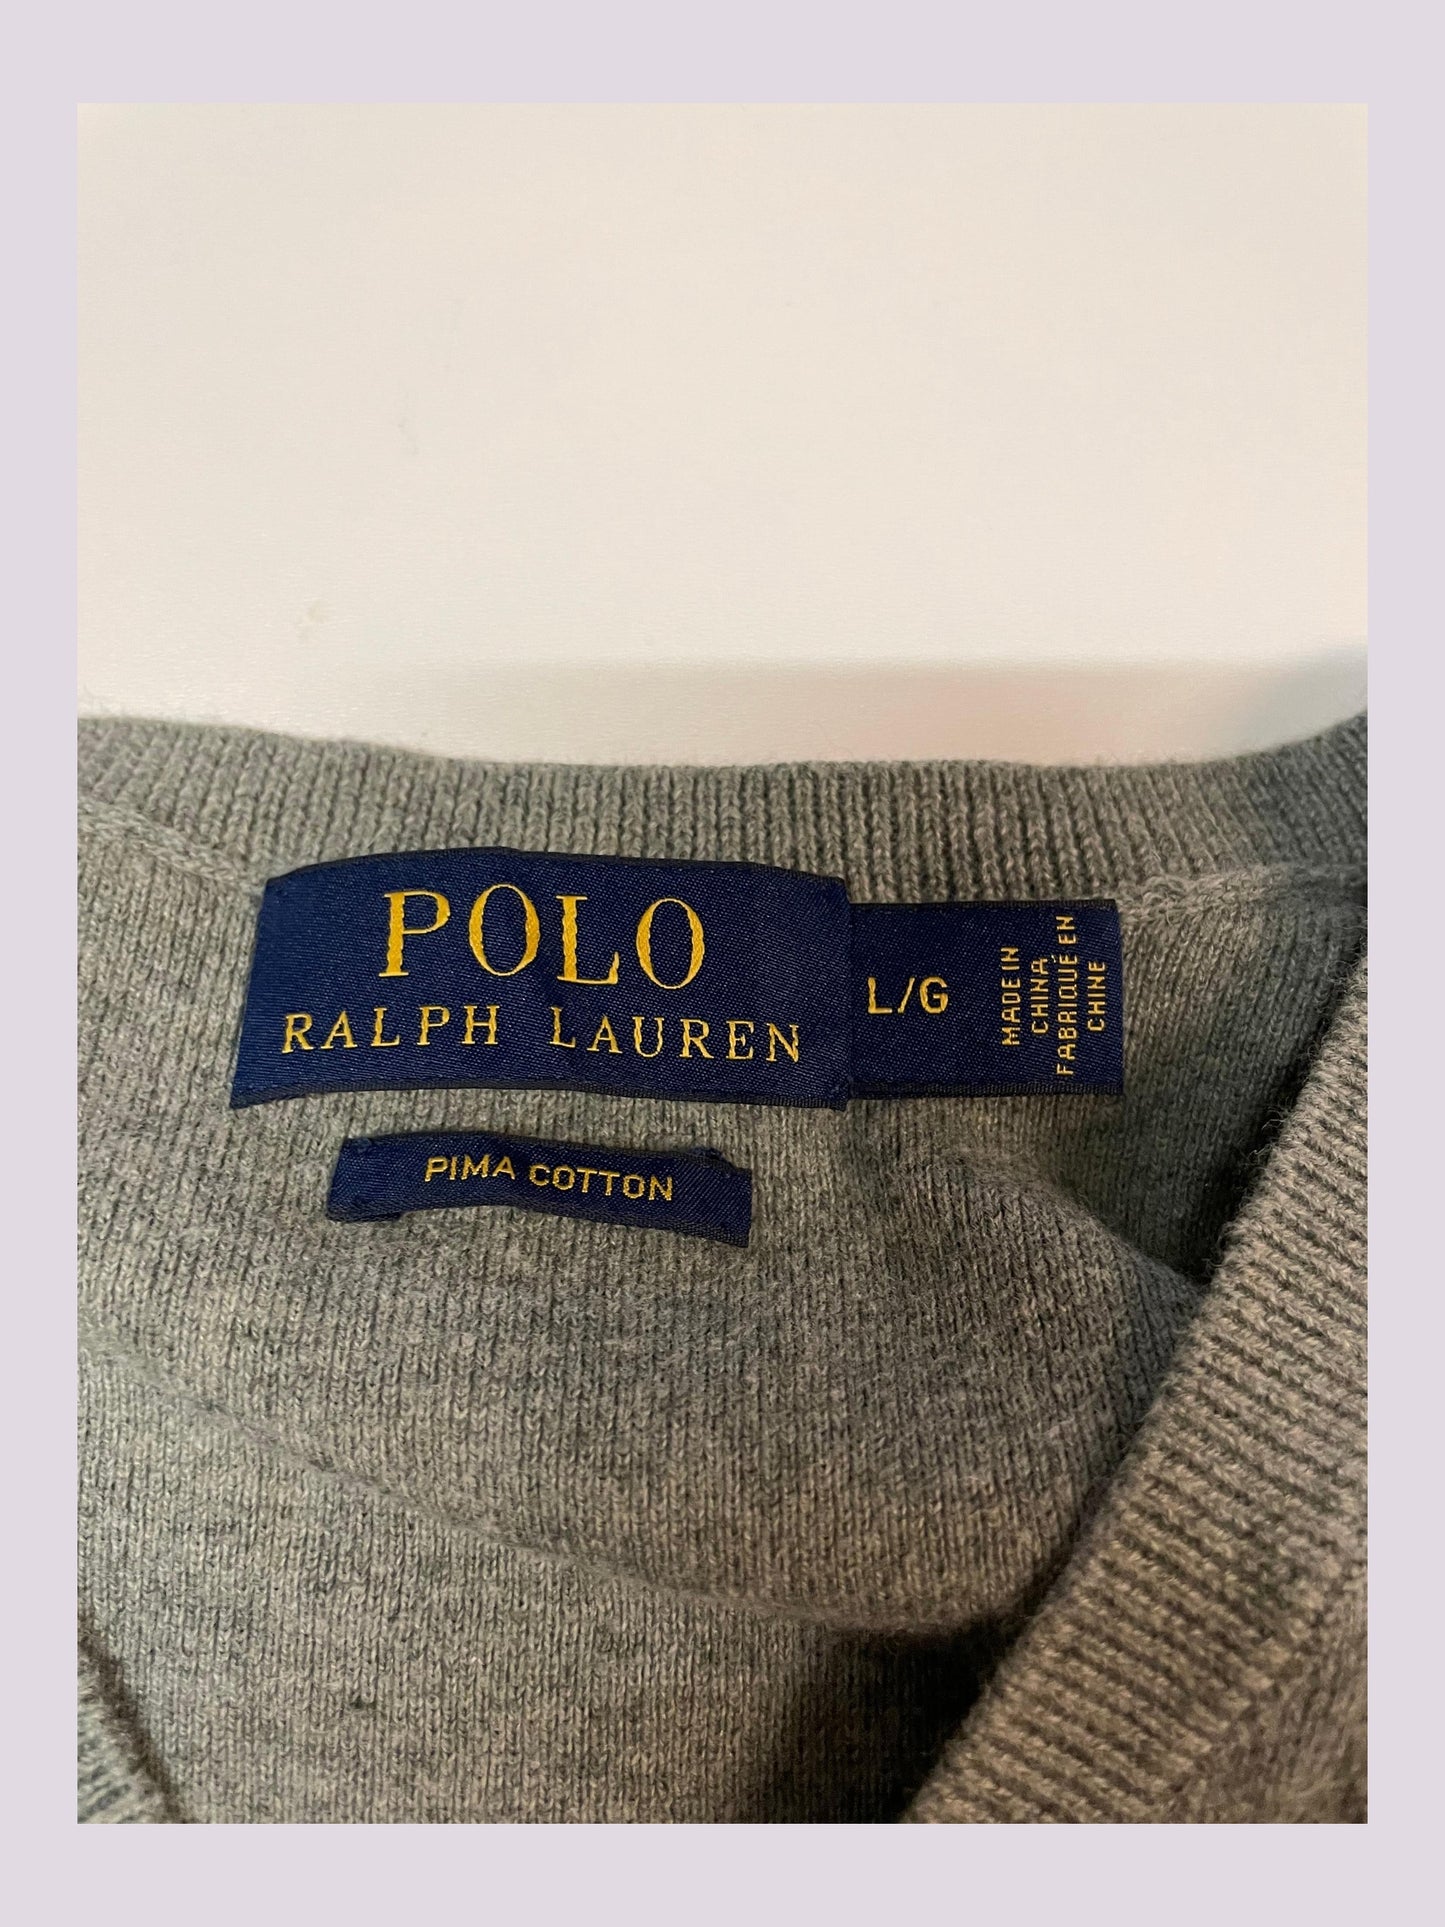 POLO
RALPH LAUREN
L/G
MADE IN
CHINA
FABRIQUÉ EN
CHINE
PIMA COTTON